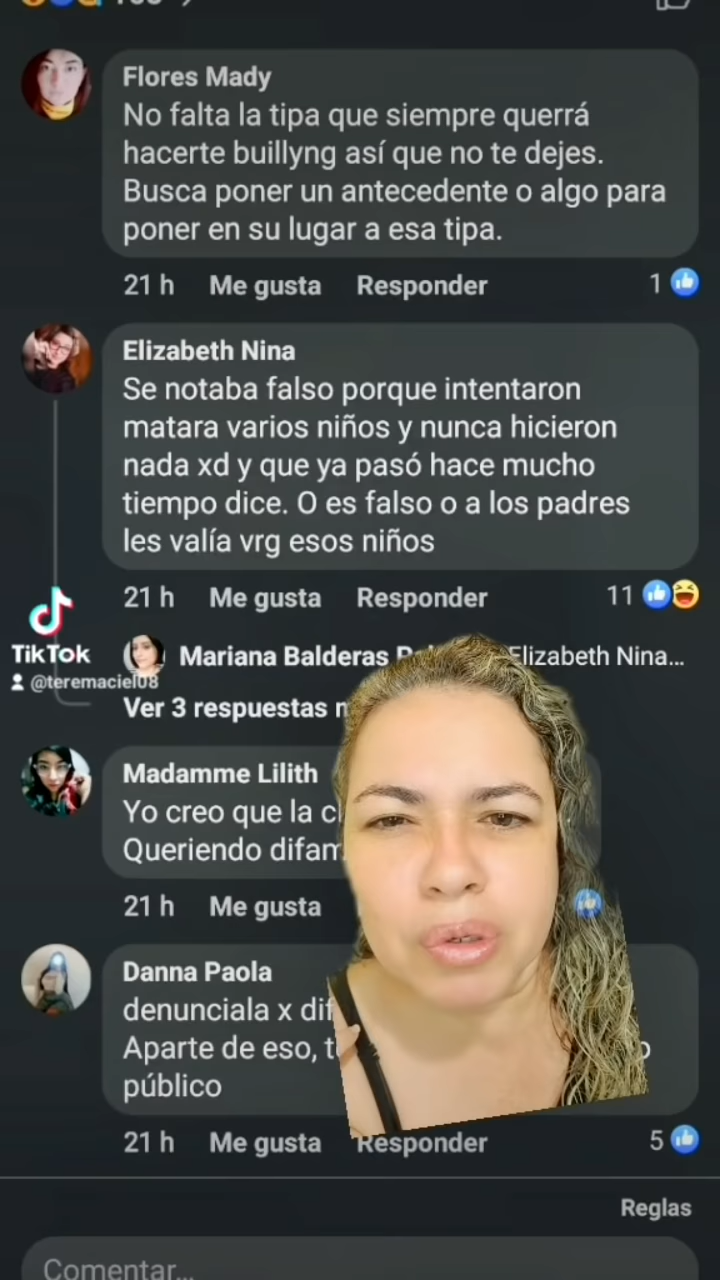 Flores Mady
No falta la tipa que siempre querrá
hacerte buillyng así que no te dejes.
Busca poner un antecedente o algo para
poner en su lugar a esa tipa.
21 h Me gusta Responder 1
Elizabeth Nina
Se notaba falso porque intentaron
matara varios niños y nunca hicieron
nada xd y que ya pasó hace mucho
tiempo dice. O es falso o a los padres
les valía vrg esos niños
21 h Me gusta Responder 11
TikTok
@teremaciel08
Mariana Balderas Elizabeth Nina...
Ver 3 respuestas
Madamme Lilith
Yo creo que la
Queriendo
21 h Me gusta
Danna Paola
denunciala x
Aparte de eso,
público
21 h Me gusta Responder 5
Reglas
Comentar...